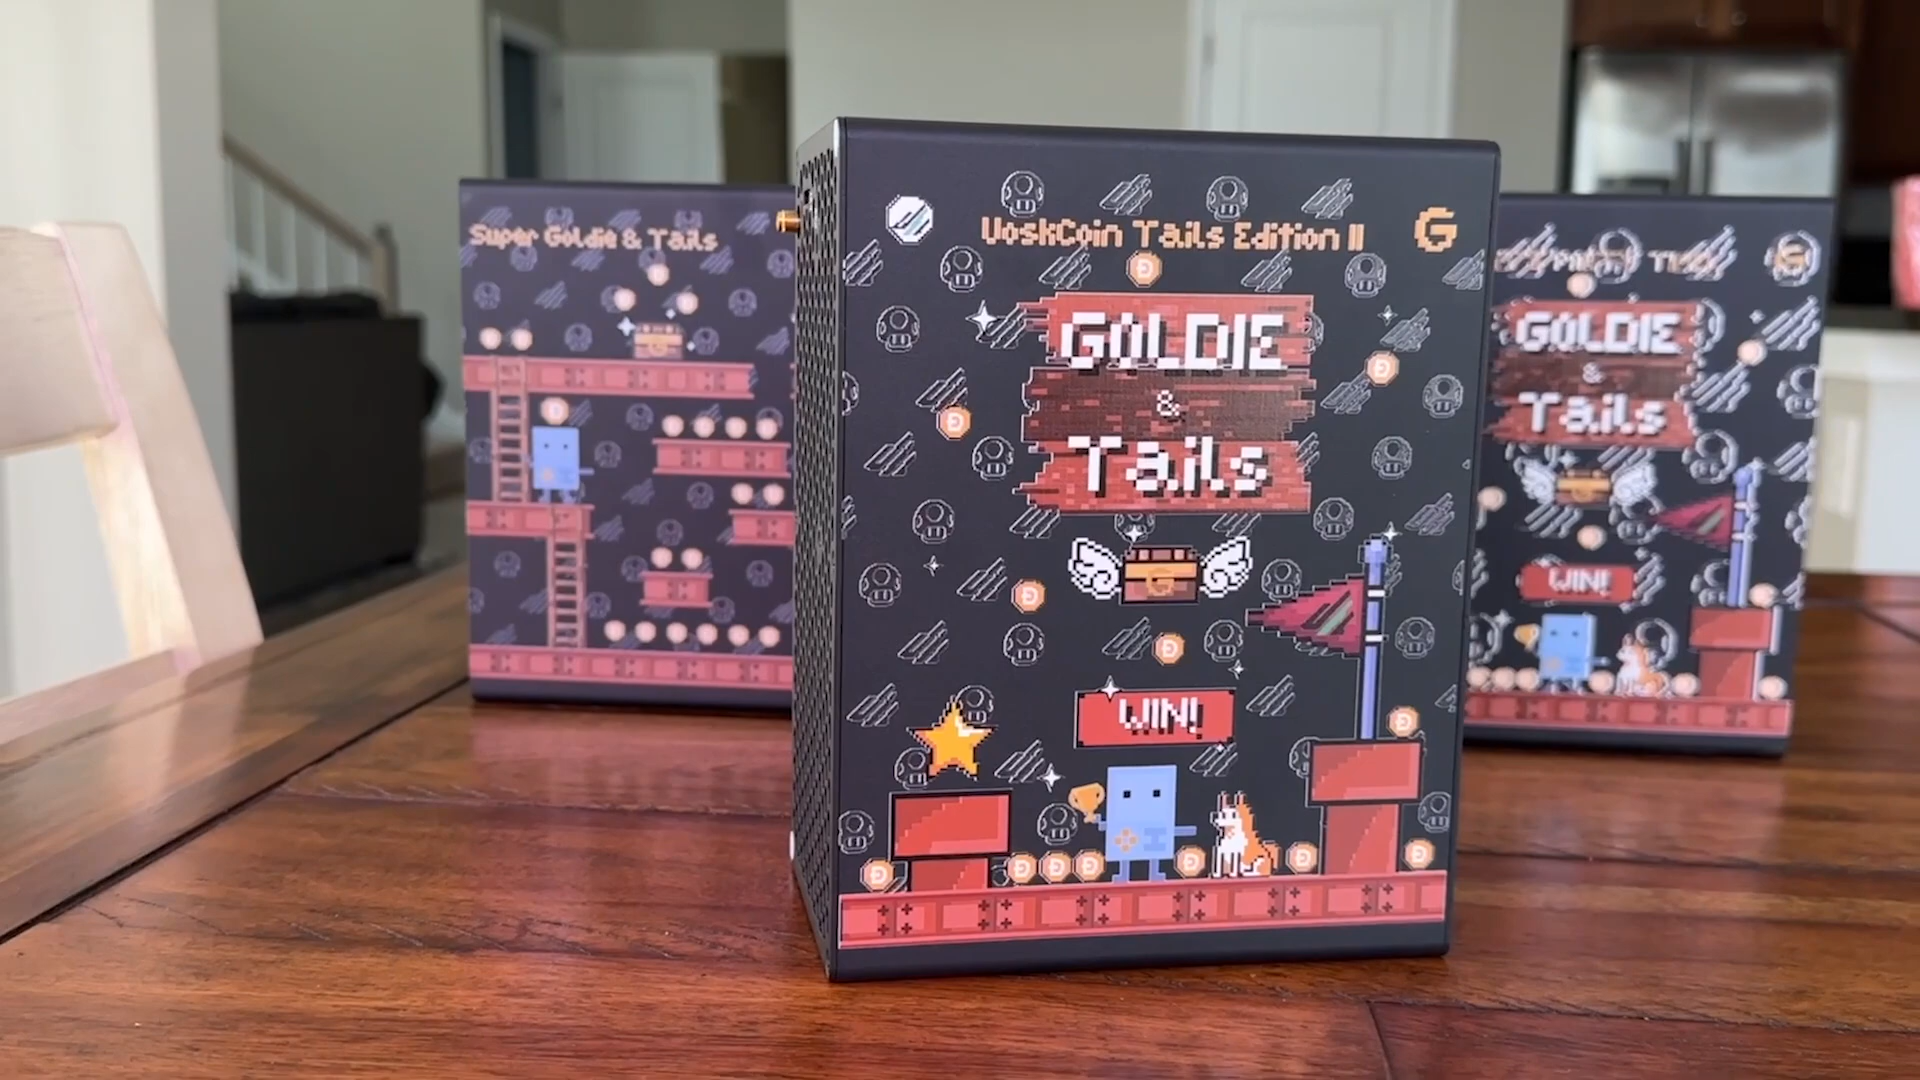 Super Goldie & Tails
VoskCoin Tails Edition II
G
GOLDIE
&
Tails
G
WIN!
GOLDIE
&
Tails
WIN!